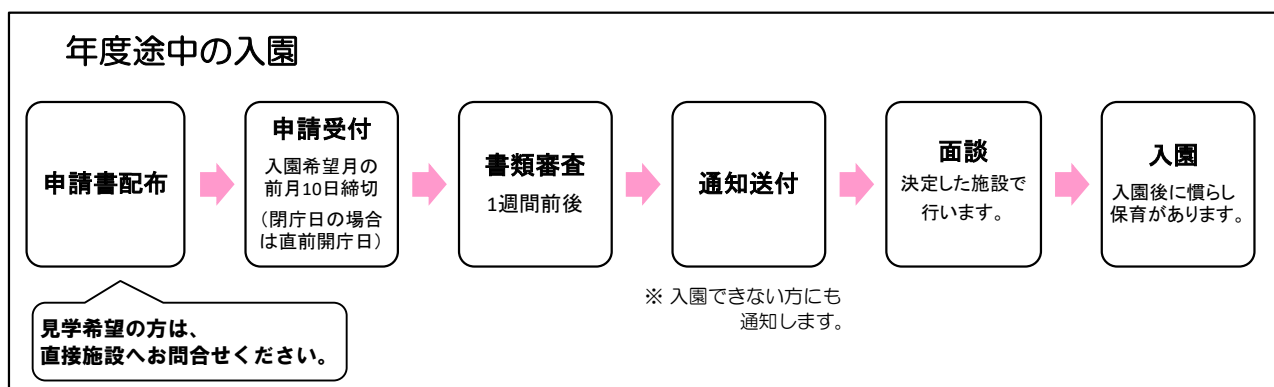 年度途中の入園
申請書配布
申請受付
入園希望月の
前月10日締切
（閉庁日の場合
は直前開庁日）
書類審査
1週間前後
通知送付
面談
決定した施設で
行います。
入園
入園後に慣らし
保育があります。
※ 入園できない方にも
通知します。
見学希望の方は、
直接施設へお問合せください。